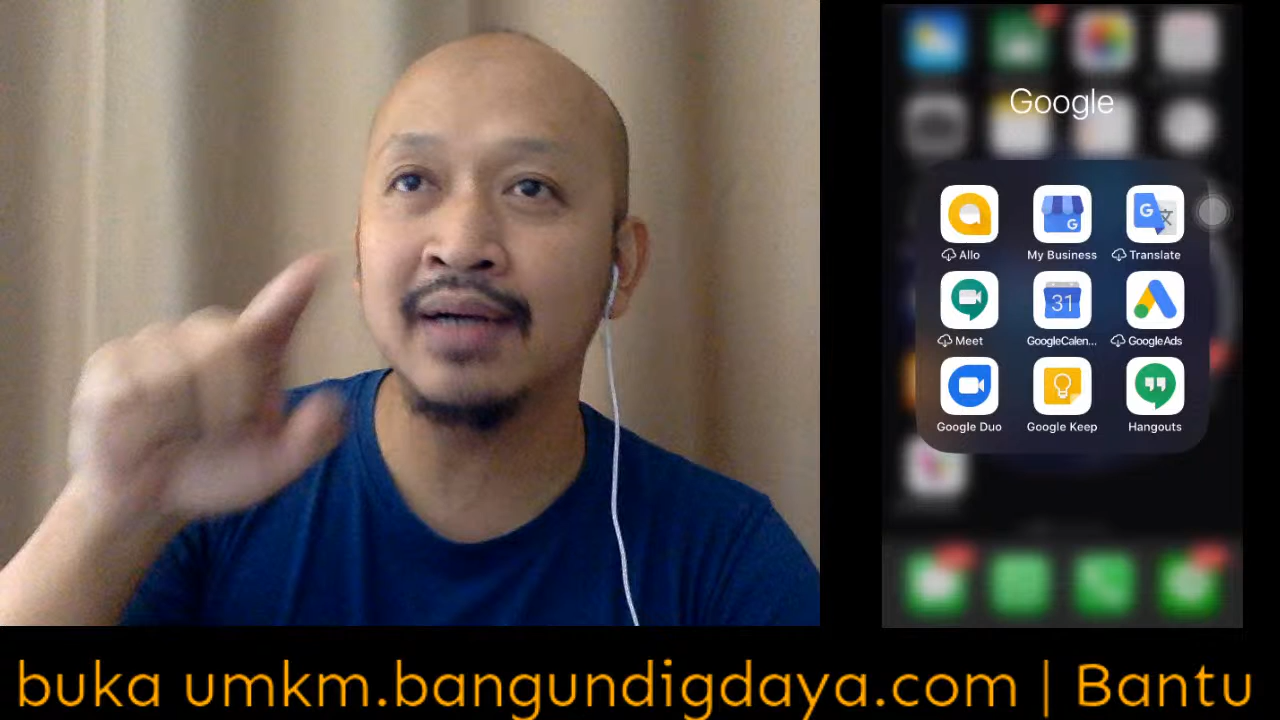 Google
Allo
My Business
Translate
Meet
GoogleCalen...
GoogleAds
Google Duo
Google Keep
Hangouts
31
buka umkm.bangundigdaya.com | Bantu